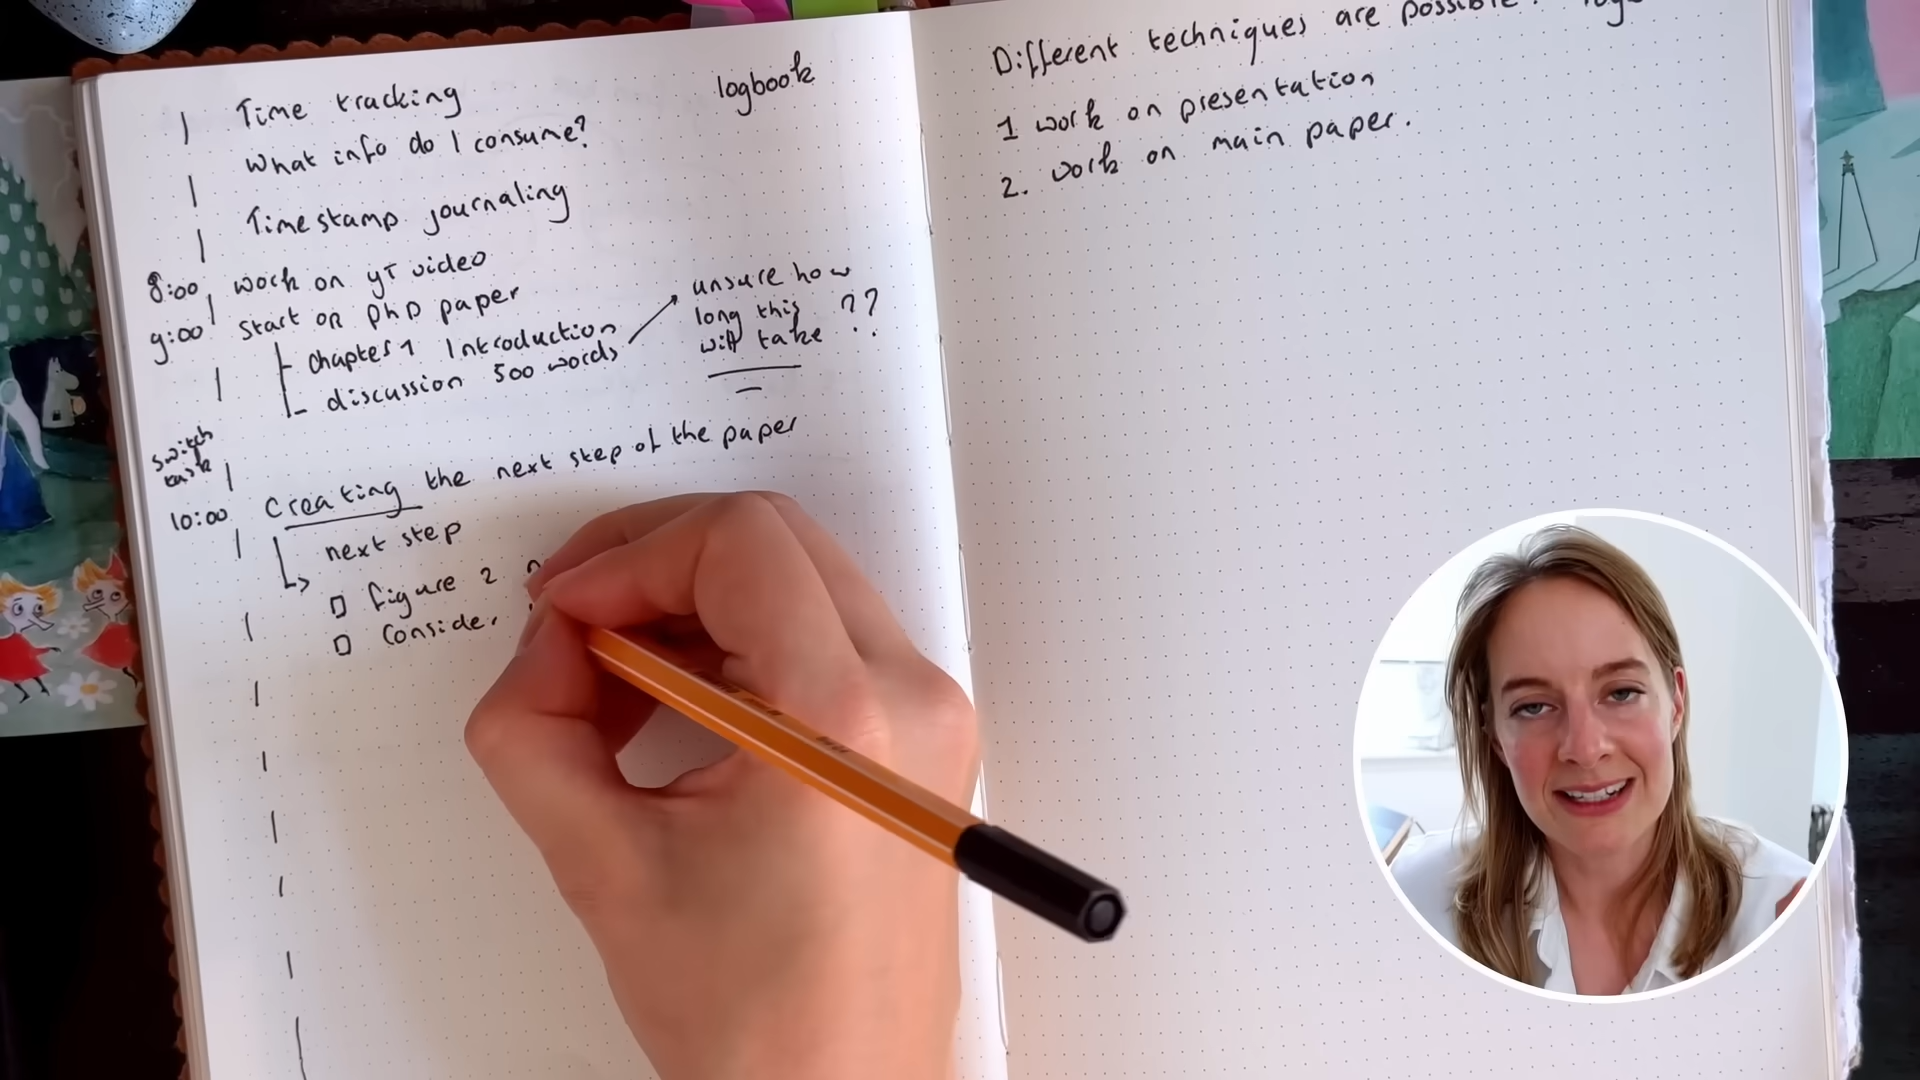 Time tracking
logbook
What info do I consume?
Timestamp journaling
8:00 work on YT video
9:00 Start on PhD paper
Chapter 1 Introduction
discussion 500 words
unsure how
long this ??
will take
switch
task
10:00 Creating the next step of the paper
next step
Figure 2
Consider
Different techniques are possible.
1 work on presentation
2. work on main paper.